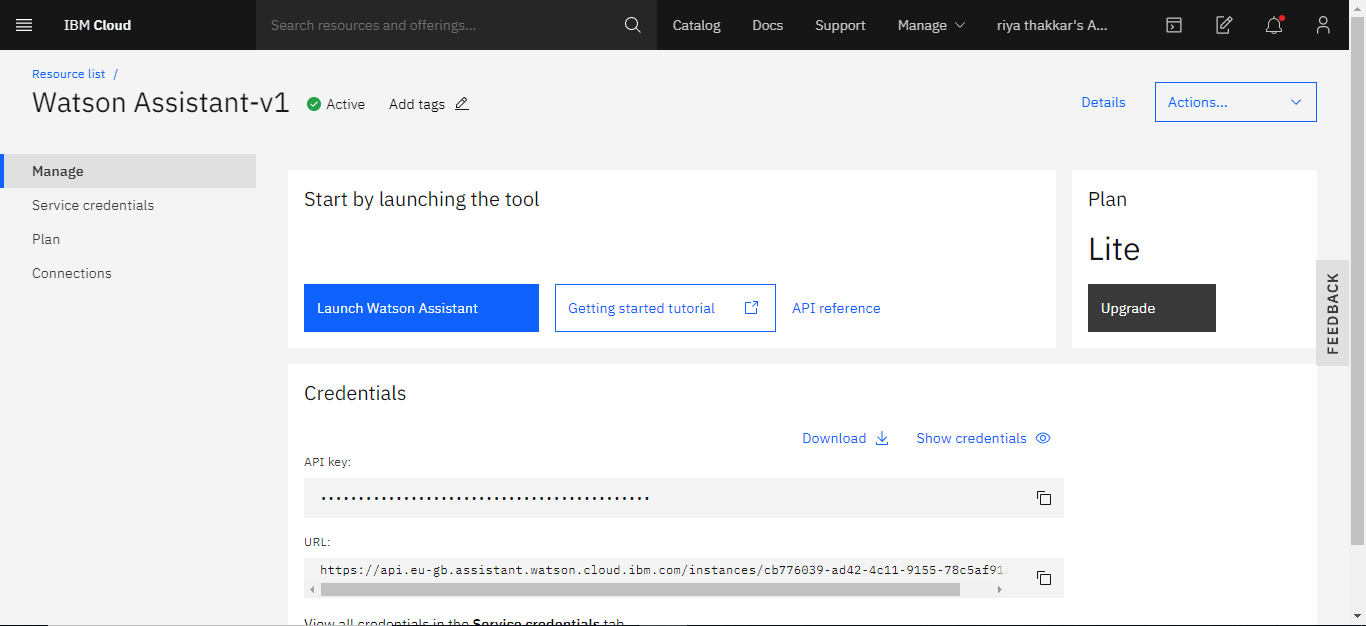 IBM Cloud
Search resources and offerings...
Catalog
Docs
Support
Manage
riya thakkar's A...
Resource list /
Watson Assistant-v1
Active
Add tags
Details
Actions...
Manage
Service credentials
Plan
Connections
Start by launching the tool
Launch Watson Assistant
Getting started tutorial
API reference
Plan
Lite
Upgrade
FEEDBACK
Credentials
Download
Show credentials
API key:
••••••••••••••••••••••••••••••••••••••••••••
URL:
https://api.eu-gb.assistant.watson.cloud.ibm.com/instances/cb776039-ad42-4c11-9155-78c5af91
View all credentials in the Service credentials tab